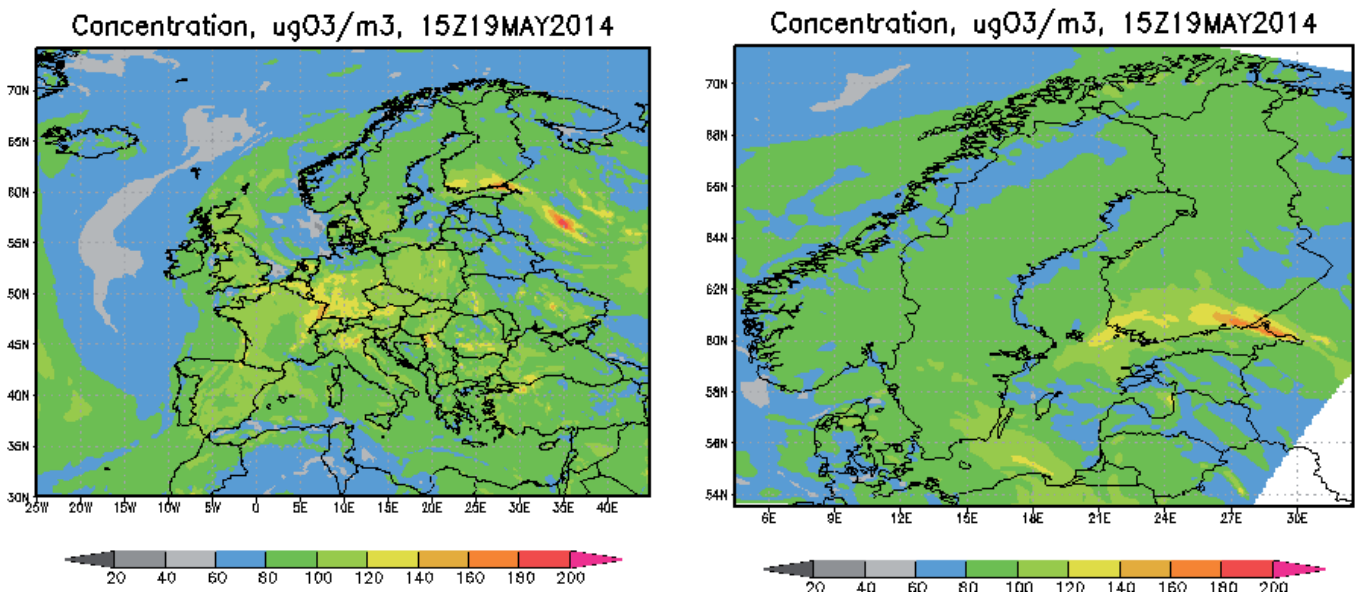 Concentration, ugO3/m3, 15Z19MAY2014
70N
65N
60N
55N
50N
45N
40N
35N
30N
25W 20W 15W 10W 5W 0 5E 10E 15E 20E 25E 30E 35E 40E
20 40 60 80 100 120 140 160 180 200
Concentration, ugO3/m3, 15Z19MAY2014
70N
68N
66N
64N
62N
60N
58N
56N
54N
6E 9E 12E 15E 18E 21E 24E 27E 30E
20 40 60 80 100 120 140 160 180 200